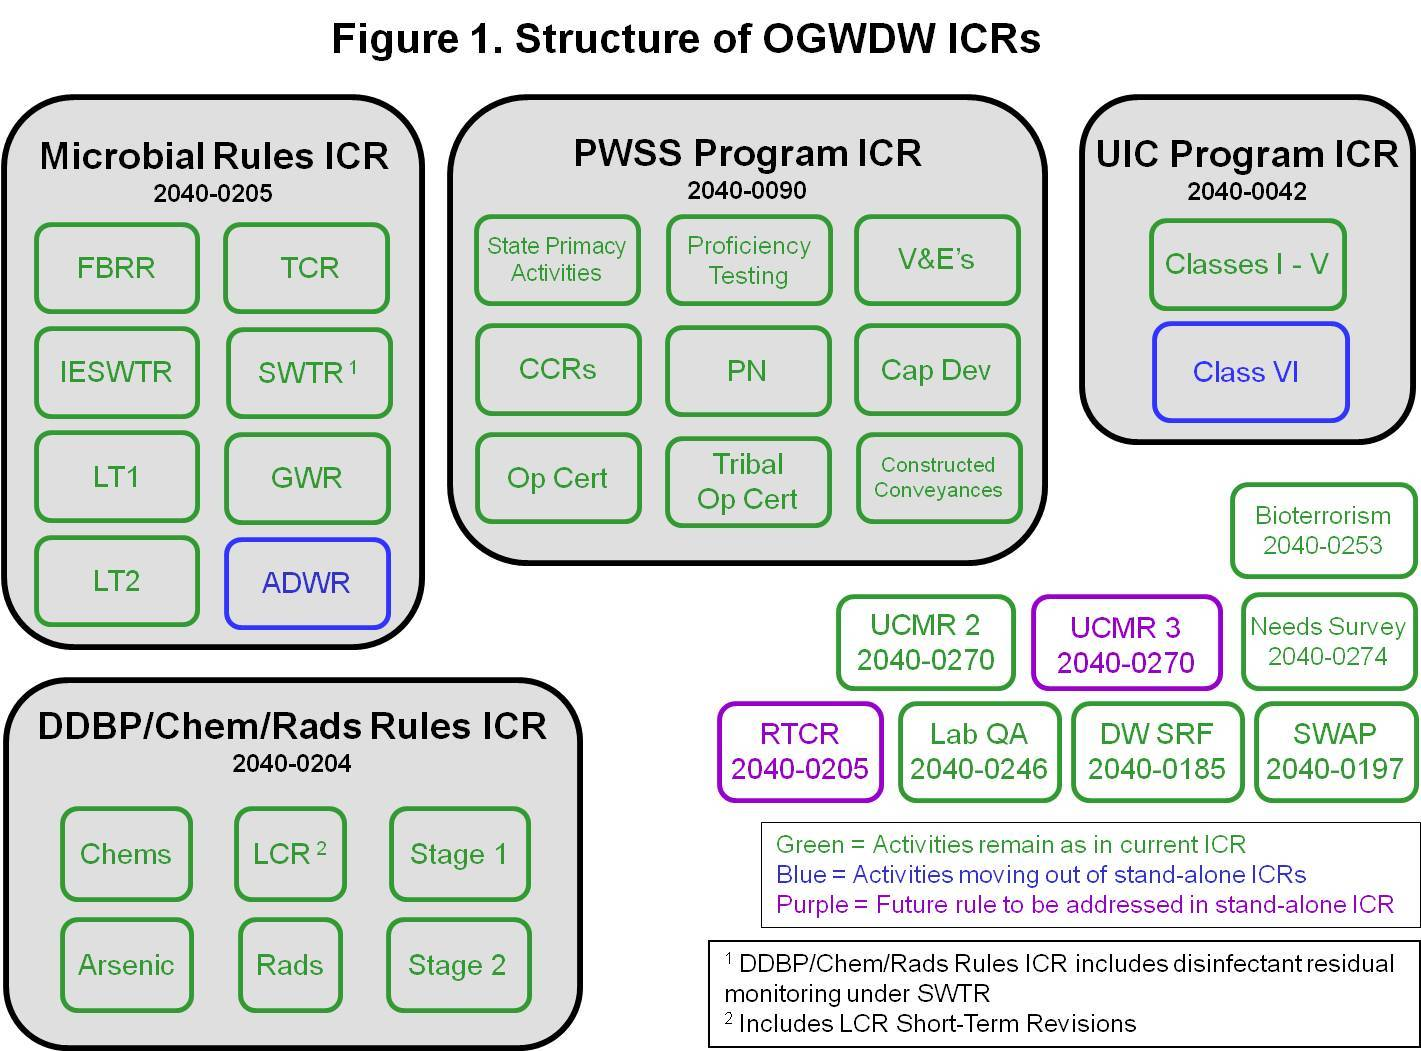 Figure 1. Structure of OGWDW ICRs
Microbial Rules ICR
2040-0205
FBRR
TCR
IESWTR
SWTR 1
LT1
GWR
LT2
ADWR
PWSS Program ICR
2040-0090
State Primacy
Activities
Proficiency
Testing
V&E's
CCRs
PN
Cap Dev
Op Cert
Tribal
Op Cert
Constructed
Conveyances
UIC Program ICR
2040-0042
Classes I - V
Class VI
Bioterrorism
2040-0253
UCMR 2
2040-0270
UCMR 3
2040-0270
Needs Survey
2040-0274
RTCR
2040-0205
Lab QA
2040-0246
DW SRF
2040-0185
SWAP
2040-0197
DDBP/Chem/Rads Rules ICR
2040-0204
Chems
LCR 2
Stage 1
Arsenic
Rads
Stage 2
Green = Activities remain as in current ICR
Blue = Activities moving out of stand-alone ICRs
Purple = Future rule to be addressed in stand-alone ICR
1 DDBP/Chem/Rads Rules ICR includes disinfectant residual
monitoring under SWTR
2 Includes LCR Short-Term Revisions